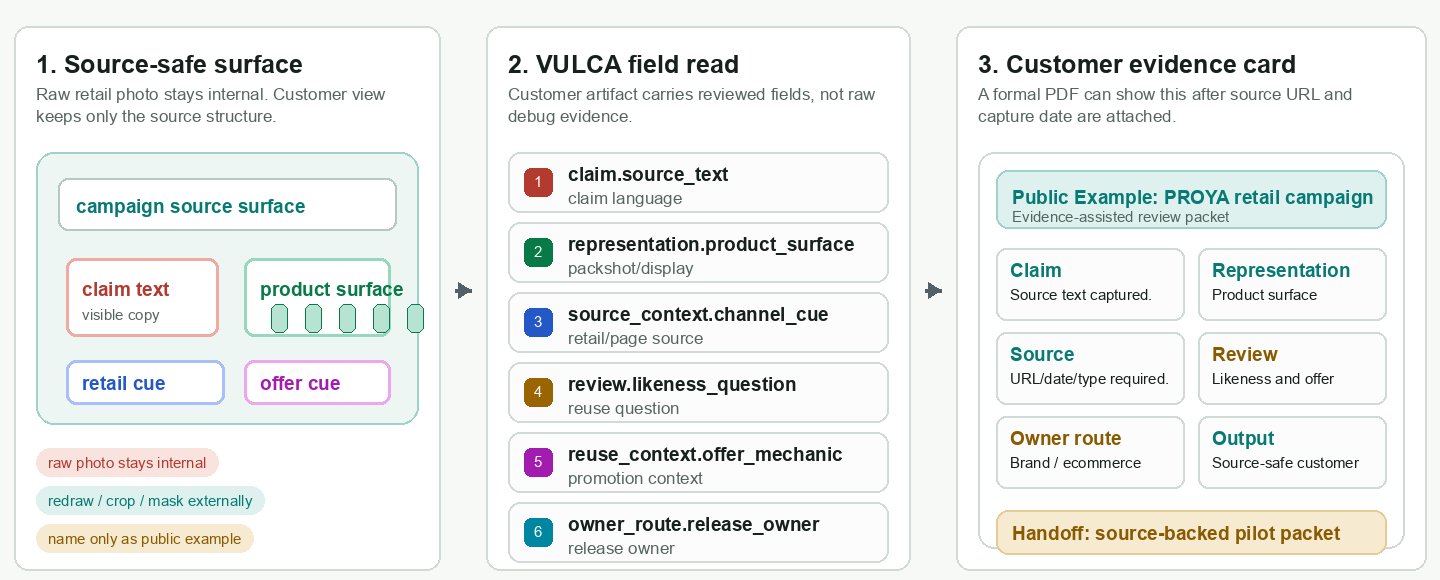 1. Source-safe surface
Raw retail photo stays internal. Customer view
keeps only the source structure.
campaign source surface
claim text
visible copy
product surface
retail cue
offer cue
raw photo stays internal
redraw / crop / mask externally
name only as public example
2. VULCA field read
Customer artifact carries reviewed fields, not raw
debug evidence.
1
claim.source_text
claim language
2
representation.product_surface
packshot/display
3
source_context.channel_cue
retail/page source
4
review.likeness_question
reuse question
5
reuse_context.offer_mechanic
promotion context
6
owner_route.release_owner
release owner
3. Customer evidence card
A formal PDF can show this after source URL and
capture date are attached.
Public Example: PROYA retail campaign
Evidence-assisted review packet
Claim
Source text captured.
Representation
Product surface
Source
URL/date/type required.
Review
Likeness and offer
Owner route
Brand / ecommerce
Output
Source-safe customer
Handoff: source-backed pilot packet